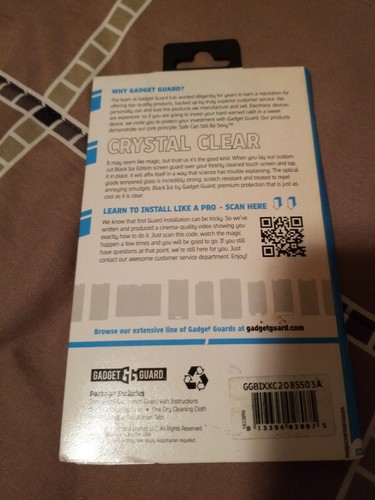 WHY GADGET GUARD?
The team at Gadget Guard has worked diligently for years to earn a reputation for
offering top-quality products, backed up by truly superior customer service. We
personally use and love the products we manufacture and sell. Electronic devices
are expensive, so if you are going to invest your hard earned cash in a sweet
device, we invite you to protect your investment with Gadget Guard. Our products
demonstrate our core principle: Safe Can Still Be Sexy™
CRYSTAL CLEAR
It may seem like magic, but trust us it's the good kind. When you lay our custom
cut Black Ice Edition screen guard over your freshly cleaned touch screen and tap
it in place, it will affix itself in a way that science has trouble explaining. The optical
grade tempered glass is incredibly strong, scratch resistant and treated to repel
annoying smudges. Black Ice by Gadget Guard; premium protection that is just as
cool as it is clear.
LEARN TO INSTALL LIKE A PRO - SCAN HERE
We know that first Guard installation can be tricky. So we've
written and produced a cinema-quality video showing you
exactly how to do it. Just scan this code, watch the magic
happen a few times and you will be good to go. If you still
have questions at that point, we're still here for you. Just
contact our awesome customer service department. Enjoy!
Browse our extensive line of Gadget Guards at gadgetguard.com
GADGET GUARD
Package Includes
Guard with Instructions
One Dry Cleaning Cloth
All Rights Reserved
GGBIXXC208SS03A